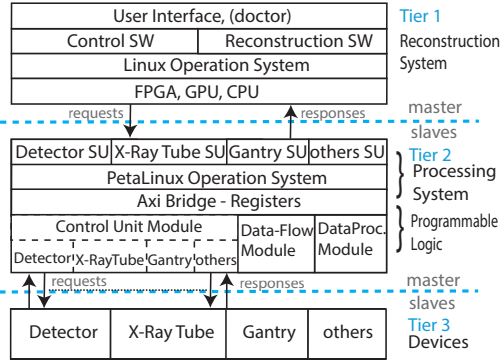 User Interface, (doctor)
Tier 1
Control SW
Reconstruction SW
Reconstruction
System
Linux Operation System
FPGA, GPU, CPU
requests
responses
master
slaves
Detector SU
X-Ray Tube SU
Gantry SU
others SU
Tier 2
Processing
System
PetaLinux Operation System
Axi Bridge - Registers
Control Unit Module
Data-Flow
Module
DataProc.
Module
Programmable
Logic
Detector
X-RayTube
Gantry
others
requests
responses
master
slaves
Detector
X-Ray Tube
Gantry
others
Tier 3
Devices